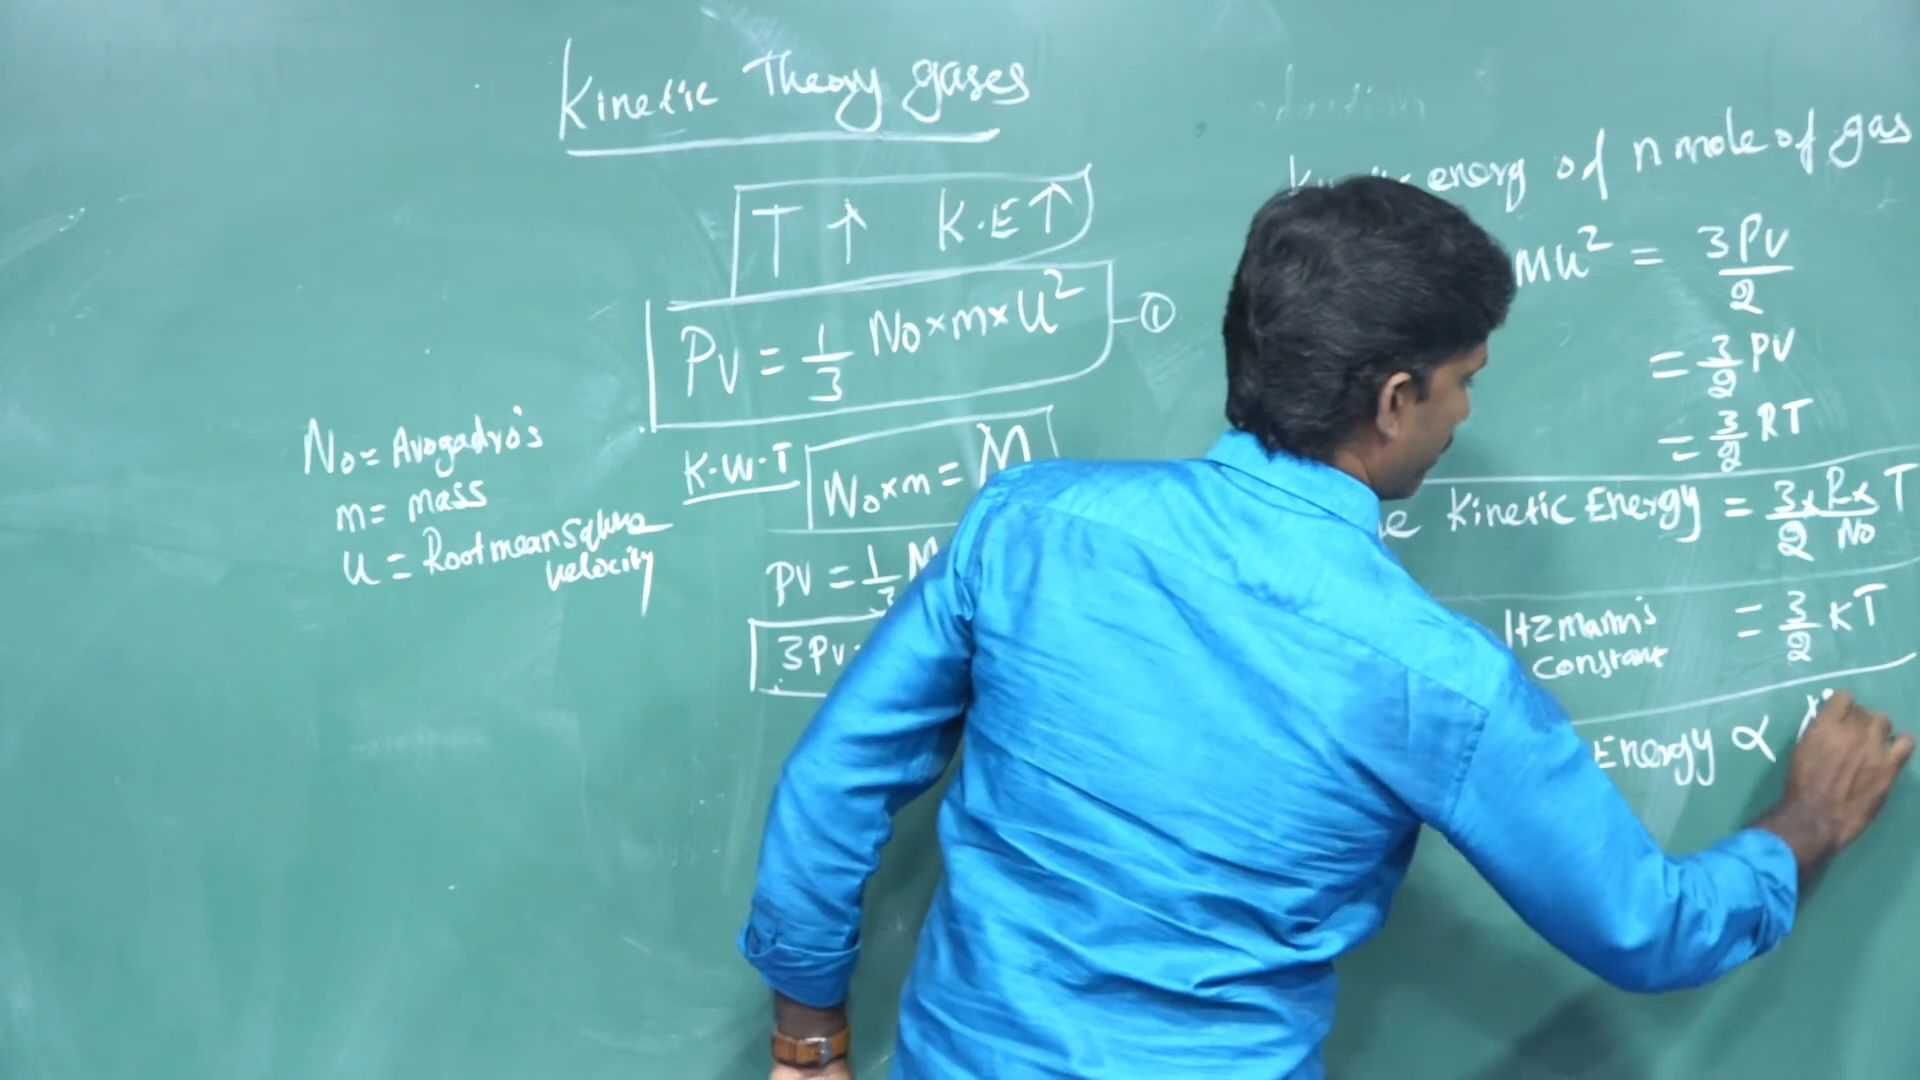 Kinetic Theory gases
T ↑ K.E ↑
PV = 1/3 No×m×u² - ①
No = Avogadro's
m = mass
u = Root mean square velocity
K.W.T No×m = M
PV = 1/3 M
3PV
energy of n mole of gas
Mu² = 3PV/2
= 3/2 PV
= 3/2 RT
Kinetic Energy = 3×R×T / 2 No
ltzmann's constant = 3/2 KT
Energy ∝